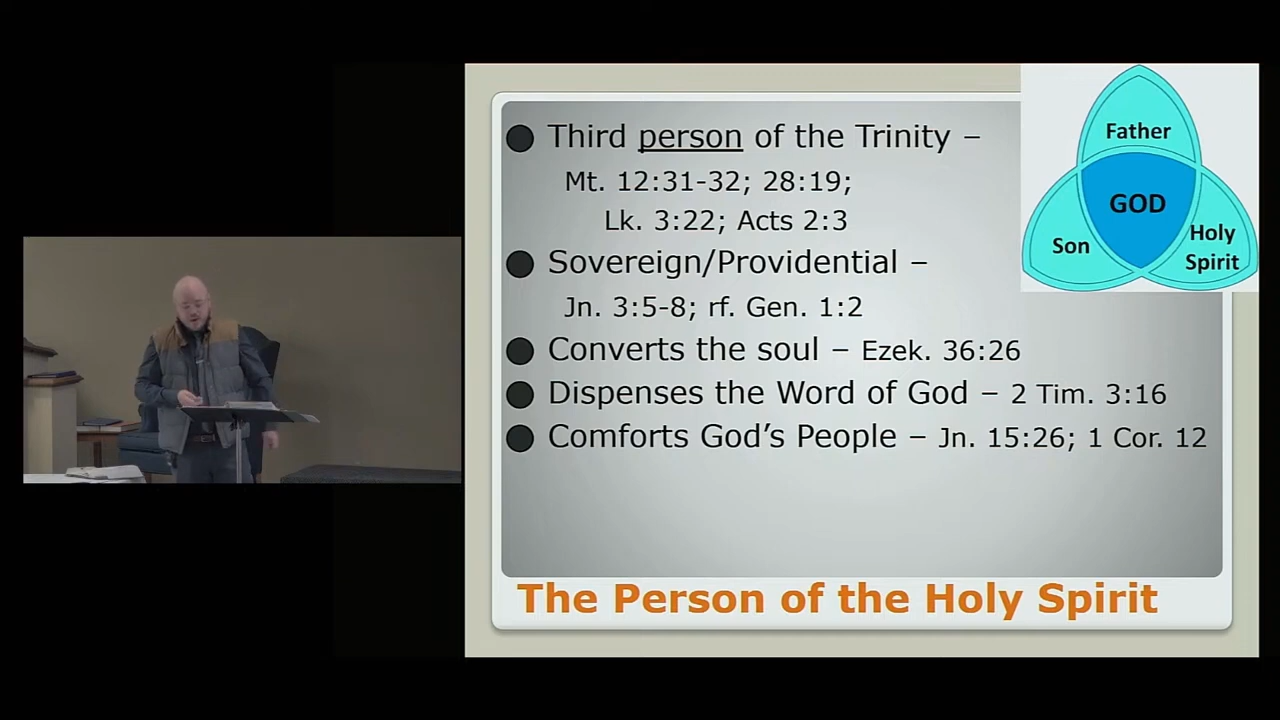 Third person of the Trinity –
Mt. 12:31-32; 28:19;
Lk. 3:22; Acts 2:3
Sovereign/Providential –
Jn. 3:5-8; rf. Gen. 1:2
Converts the soul – Ezek. 36:26
Dispenses the Word of God – 2 Tim. 3:16
Comforts God’s People – Jn. 15:26; 1 Cor. 12
The Person of the Holy Spirit
Father
GOD
Son
Holy
Spirit